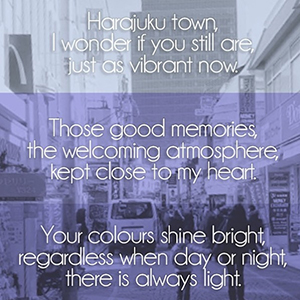 Harajuku town,
I wonder if you still are,
just as vibrant now.
Those good memories,
the welcoming atmosphere,
kept close to my heart.
Your colours shine bright,
regardless when day or night,
there is always light.